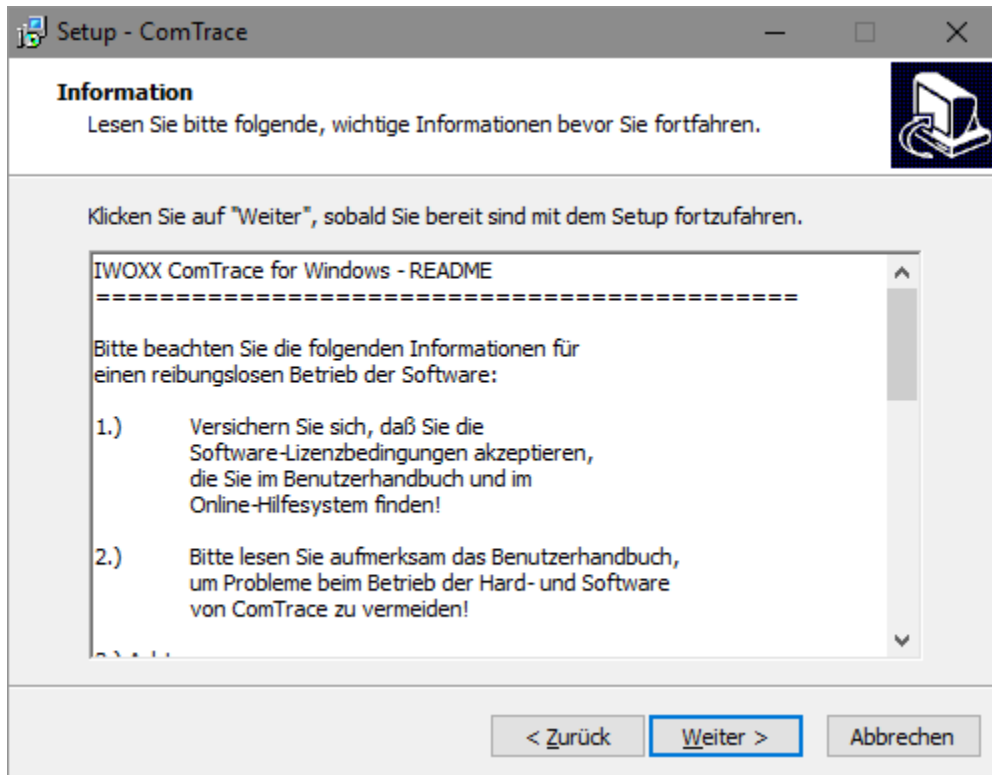 Setup - ComTrace
Information
Lesen Sie bitte folgende, wichtige Informationen bevor Sie fortfahren.
Klicken Sie auf "Weiter", sobald Sie bereit sind mit dem Setup fortzufahren.
IWOXX ComTrace for Windows - README
=============================================
Bitte beachten Sie die folgenden Informationen für
einen reibungslosen Betrieb der Software:
1.) Versichern Sie sich, daß Sie die
Software-Lizenzbedingungen akzeptieren,
die Sie im Benutzerhandbuch und im
Online-Hilfesystem finden!
2.) Bitte lesen Sie aufmerksam das Benutzerhandbuch,
um Probleme beim Betrieb der Hard- und Software
von ComTrace zu vermeiden!
< Zurück Weiter > Abbrechen